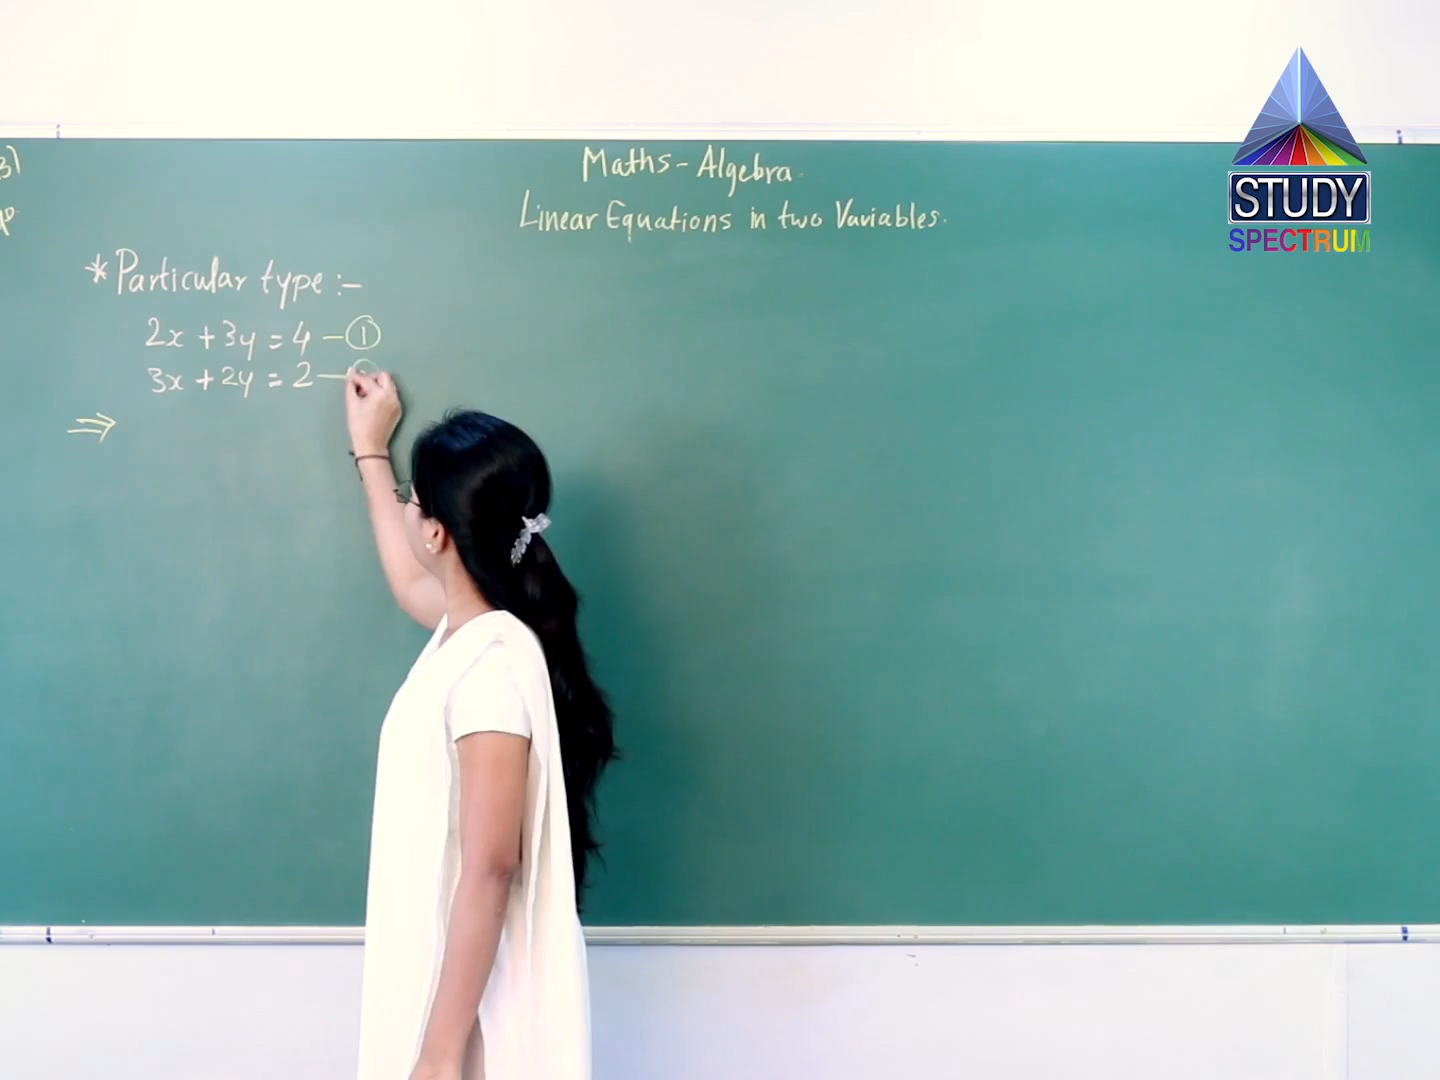 Maths - Algebra.
Linear Equations in two Variables.
* Particular type :-
2x + 3y = 4 - ①
3x + 2y = 2 -
⇒
STUDY
SPECTRUM